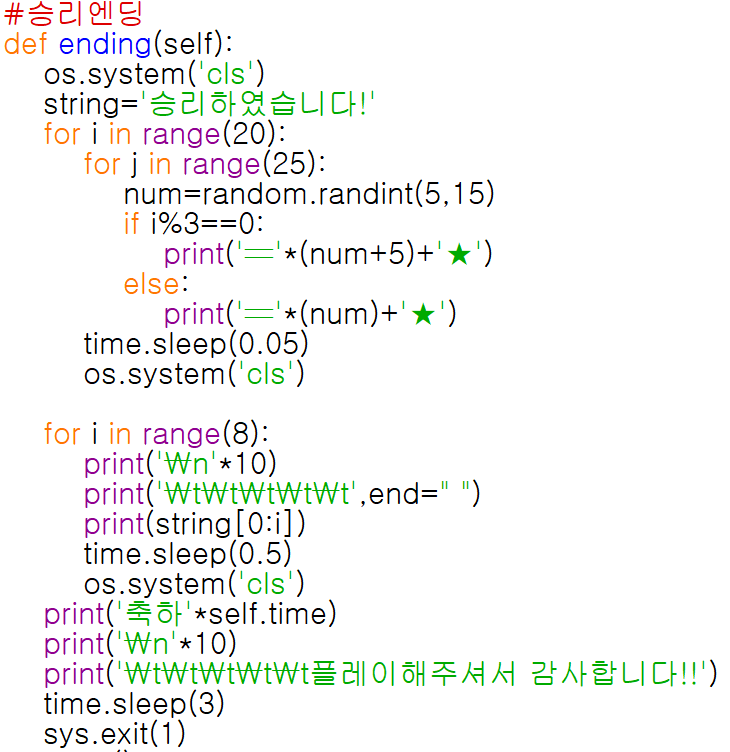 #승리엔딩
def ending(self):
    os.system('cls')
    string='승리하였습니다!'
    for i in range(20):
        for j in range(25):
            num=random.randint(5,15)
            if i%3==0:
                print('═'*(num+5)+'★')
            else:
                print('═'*(num)+'★')
        time.sleep(0.05)
        os.system('cls')

    for i in range(8):
        print('₩n'*10)
        print('₩t₩t₩t₩t₩t',end=" ")
        print(string[0:i])
        time.sleep(0.5)
        os.system('cls')
    print('축하'*self.time)
    print('₩n'*10)
    print('₩t₩t₩t₩t₩t플레이해주셔서 감사합니다!!')
    time.sleep(3)
    sys.exit(1)